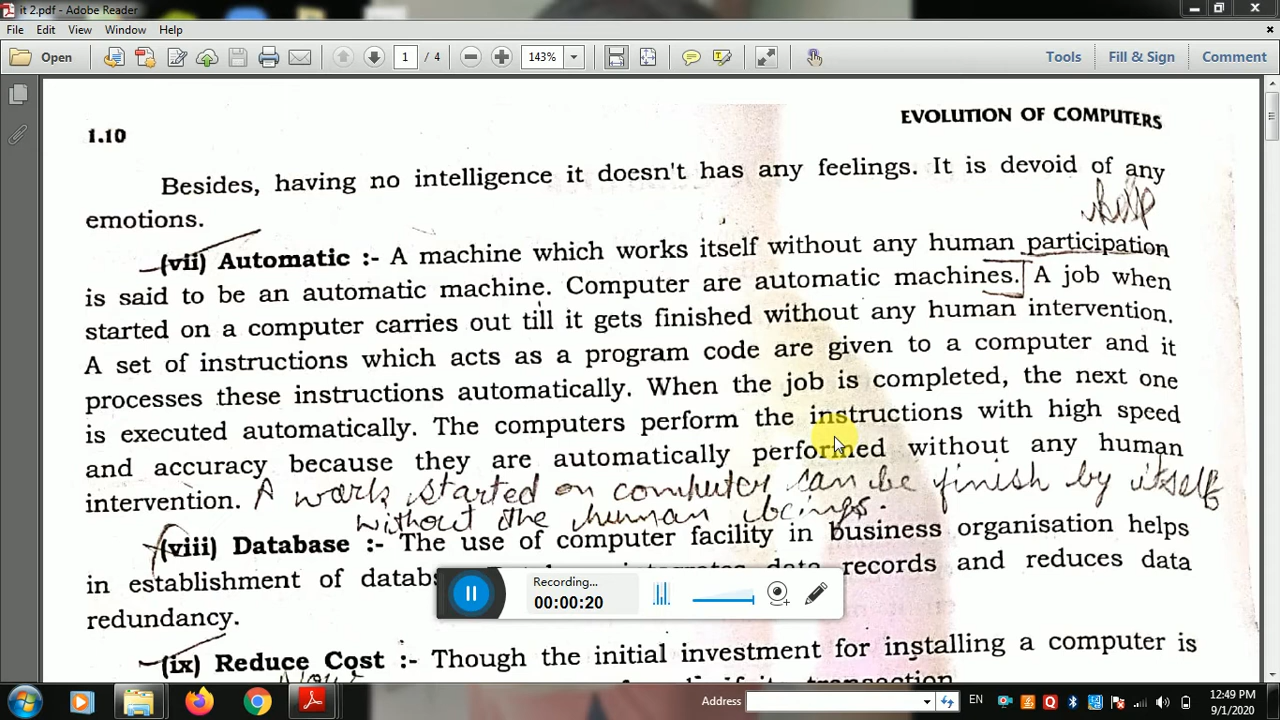 it 2.pdf - Adobe Reader
File Edit View Window Help
Open 1 / 4 143% Tools Fill & Sign Comment
1.10 EVOLUTION OF COMPUTERS
Besides, having no intelligence it doesn't has any feelings. It is devoid of any
emotions.
help
(vii) Automatic :- A machine which works itself without any human participation
is said to be an automatic machine. Computer are automatic machines. A job when
started on a computer carries out till it gets finished without any human intervention.
A set of instructions which acts as a program code are given to a computer and it
processes these instructions automatically. When the job is completed, the next one
is executed automatically. The computers perform the instructions with high speed
and accuracy because they are automatically performed without any human
intervention. A work started on computer can be finish by itself
without the human beings.
(viii) Database :- The use of computer facility in business organisation helps
in establishment of datab records and reduces data
redundancy.
Recording...
00:00:20
(ix) Reduce Cost :- Though the initial investment for installing a computer is
transaction
Address EN 12:49 PM
9/1/2020